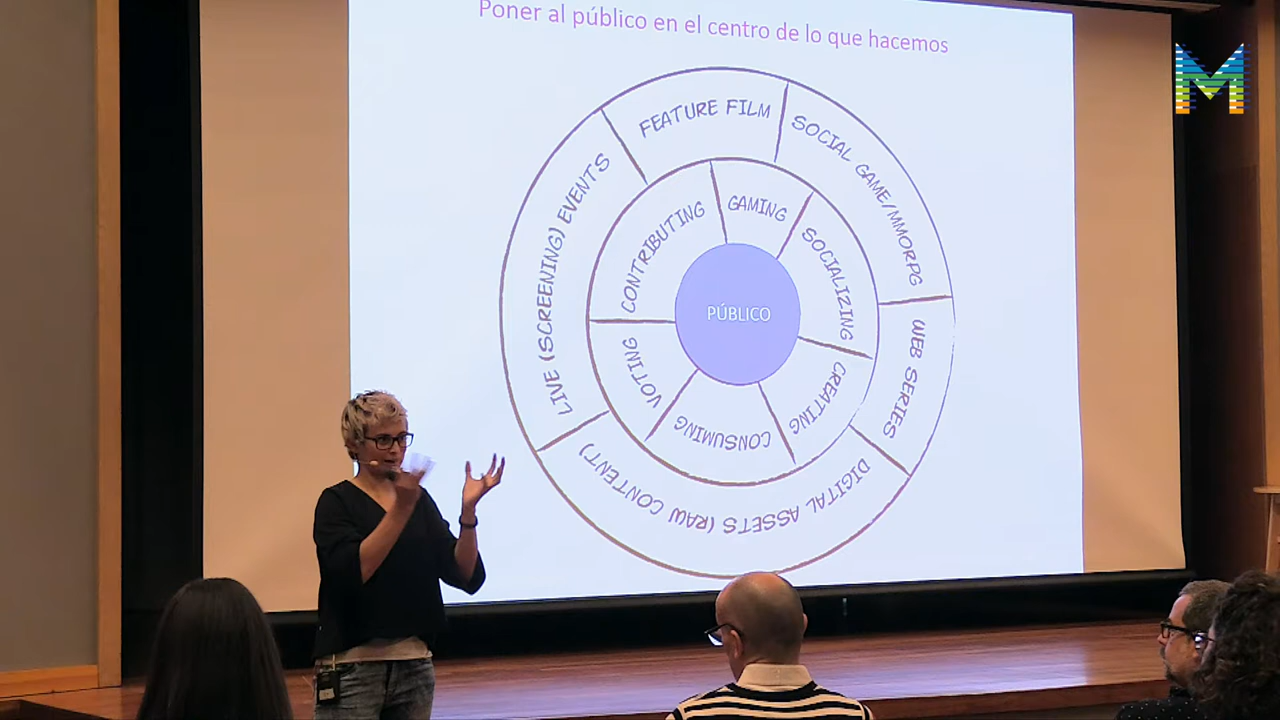 Poner al público en el centro de lo que hacemos
FEATURE FILM
SOCIAL GAME/MMORPG
WEB SERIES
DIGITAL ASSETS (RAW CONTENT)
LIVE (SCREENING) EVENTS
GAMING
SOCIALIZING
CREATING
CONSUMING
VOTING
CONTRIBUTING
PÚBLICO
M